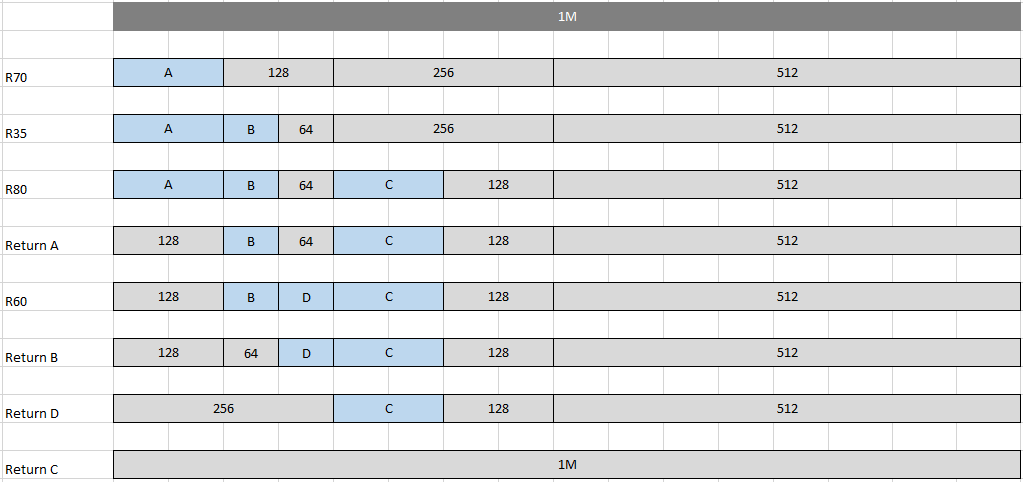 1M
R70 A 128 256 512
R35 A B 64 256 512
R80 A B 64 C 128 512
Return A 128 B 64 C 128 512
R60 128 B D C 128 512
Return B 128 64 D C 128 512
Return D 256 C 128 512
Return C 1M